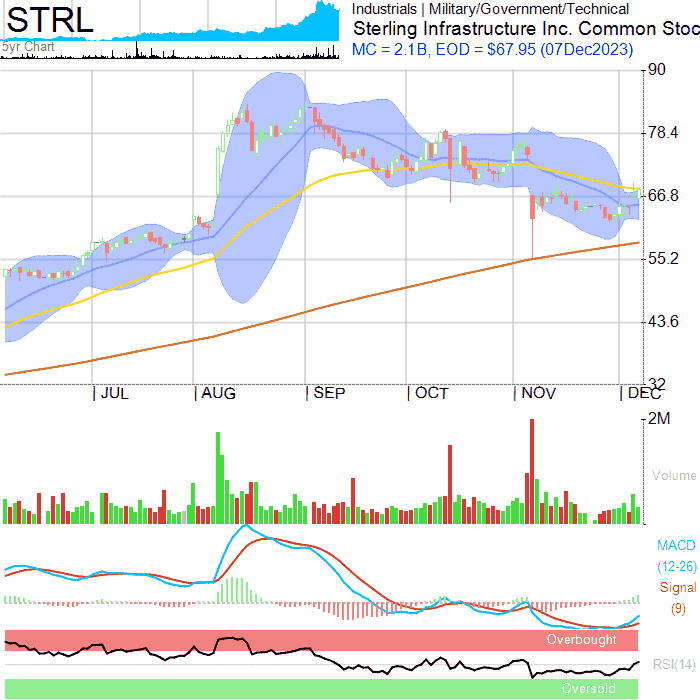 STRL
5yr Chart
Industrials | Military/Government/Technical
Sterling Infrastructure Inc. Common Stoc
MC = 2.1B, EOD = $67.95 (07Dec2023)
90
78.4
66.8
55.2
43.6
32
JUL
AUG
SEP
OCT
NOV
DEC
2M
Volume
MACD
(12-26)
Signal
(9)
Overbought
RSI(14)
Oversold